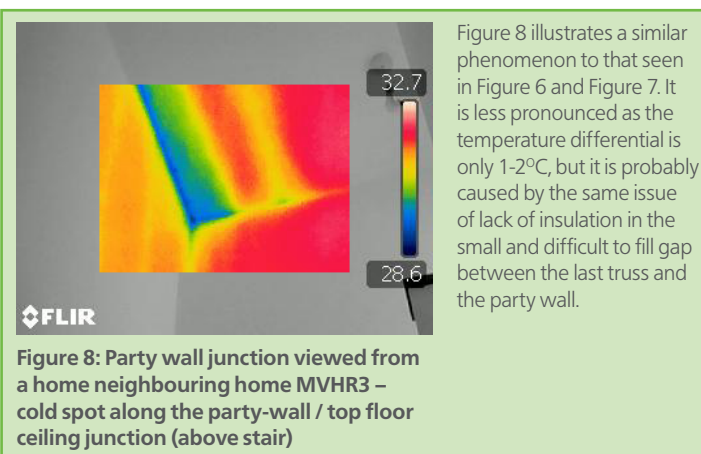 32.7
28.6
FLIR
Figure 8: Party wall junction viewed from
a home neighbouring home MVHR3 –
cold spot along the party-wall / top floor
ceiling junction (above stair)
Figure 8 illustrates a similar
phenomenon to that seen
in Figure 6 and Figure 7. It
is less pronounced as the
temperature differential is
only 1-2°C, but it is probably
caused by the same issue
of lack of insulation in the
small and difficult to fill gap
between the last truss and
the party wall.